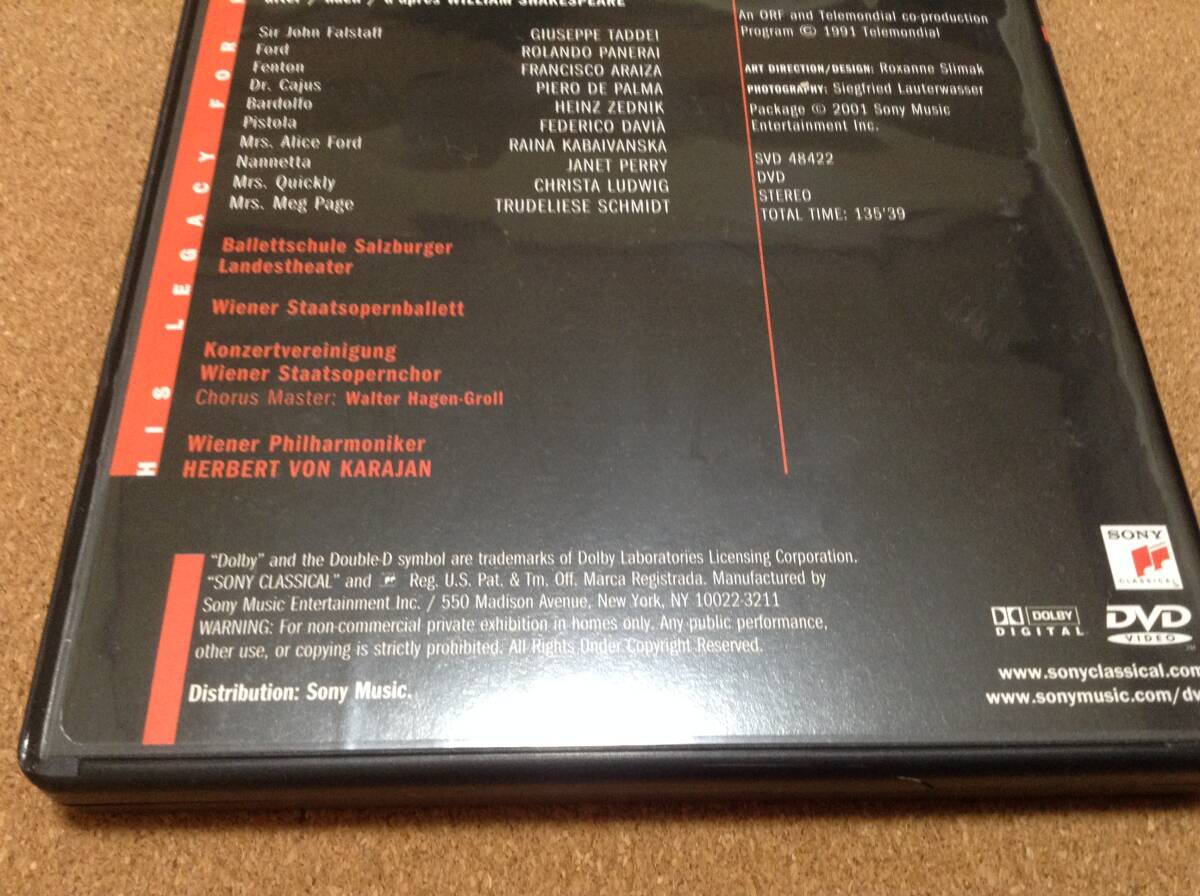 after / nach / d'après WILLIAM SHAKESPEARE
Sir John Falstaff GIUSEPPE TADDEI
Ford ROLANDO PANERAI
Fenton FRANCISCO ARAIZA
Dr. Cajus PIERO DE PALMA
Bardolfo HEINZ ZEDNIK
Pistola FEDERICO DAVIÀ
Mrs. Alice Ford RAINA KABAIVANSKA
Nannetta JANET PERRY
Mrs. Quickly CHRISTA LUDWIG
Mrs. Meg Page TRUDELIESE SCHMIDT
Ballettschule Salzburger
Landestheater
Wiener Staatsopernballett
Konzertvereinigung
Wiener Staatsopernchor
Chorus Master: Walter Hagen-Groll
Wiener Philharmoniker
HERBERT VON KARAJAN
HIS LEGACY FOR
An ORF and Telemondial co-production
Program © 1991 Telemondial
ART DIRECTION/DESIGN: Roxanne Slimak
PHOTOGRAPHY: Siegfried Lauterwasser
Package © 2001 Sony Music
Entertainment Inc.
SVD 48422
DVD
STEREO
TOTAL TIME: 135'39
"Dolby" and the Double-D symbol are trademarks of Dolby Laboratories Licensing Corporation.
"SONY CLASSICAL" and Reg. U.S. Pat. & Tm. Off. Marca Registrada. Manufactured by
Sony Music Entertainment Inc. / 550 Madison Avenue, New York, NY 10022-3211
WARNING: For non-commercial private exhibition in homes only. Any public performance,
other use, or copying is strictly prohibited. All Rights Under Copyright Reserved.
Distribution: Sony Music.
SONY
CLASSICAL
DOLBY
DIGITAL
DVD
VIDEO
www.sonyclassical.com
www.sonymusic.com/dv